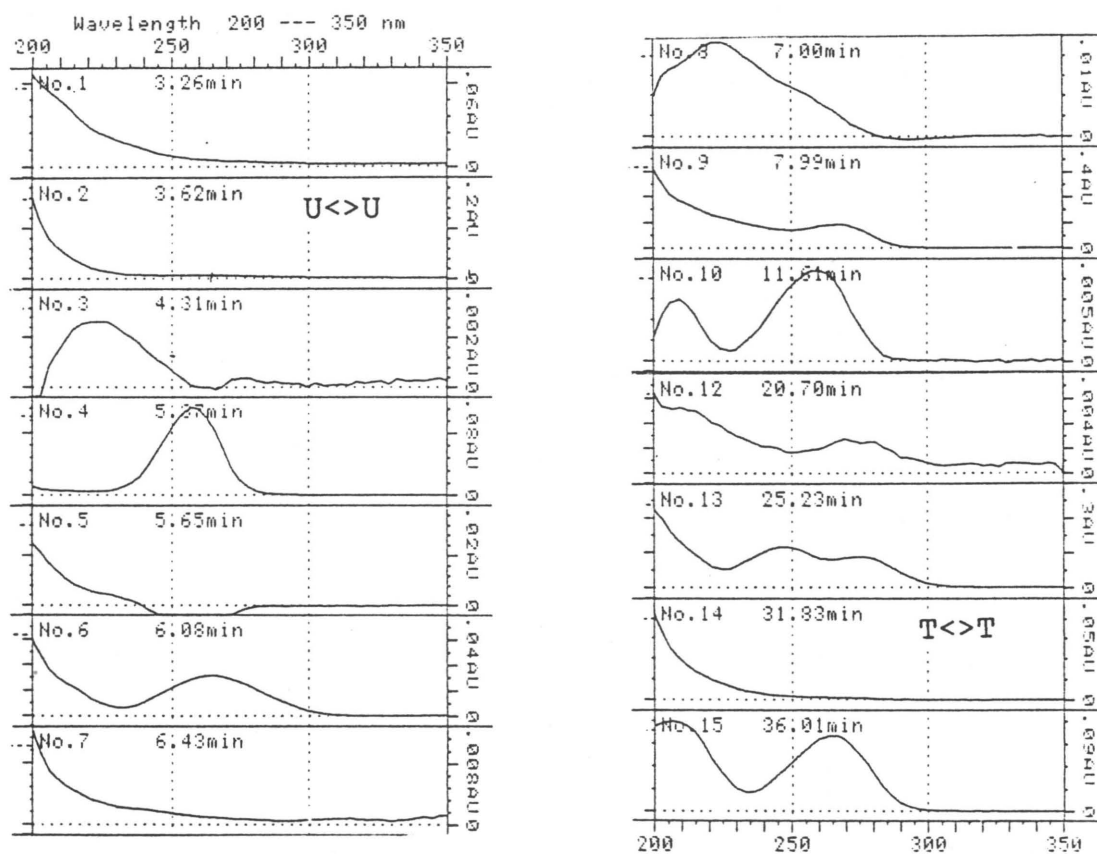 Wavelength 200 --- 350 nm
200 250 300 350
No.1 3.26min
.06AU
0
No.2 3.62min
U<>U
.2AU
0
No.3 4.31min
.002AU
0
No.4 5.37min
.08AU
0
No.5 5.65min
.02AU
0
No.6 6.08min
.04AU
0
No.7 6.43min
.008AU
0
No.8 7.00min
.01AU
0
No.9 7.99min
.4AU
0
No.10 11.61min
.005AU
0
No.12 20.70min
.004AU
0
No.13 25.23min
.3AU
0
No.14 31.83min
T<>T
.05AU
0
No.15 36.01min
.09AU
0
200 250 300 350